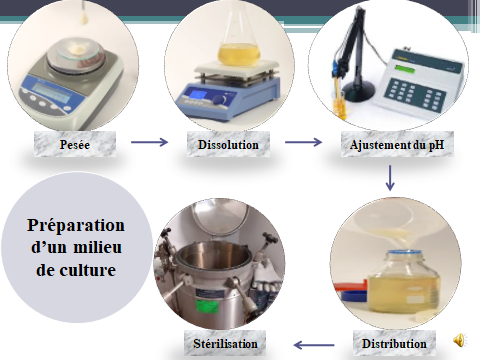 Pesée
Dissolution
Ajustement du pH
Préparation
d’un milieu
de culture
Stérilisation
Distribution